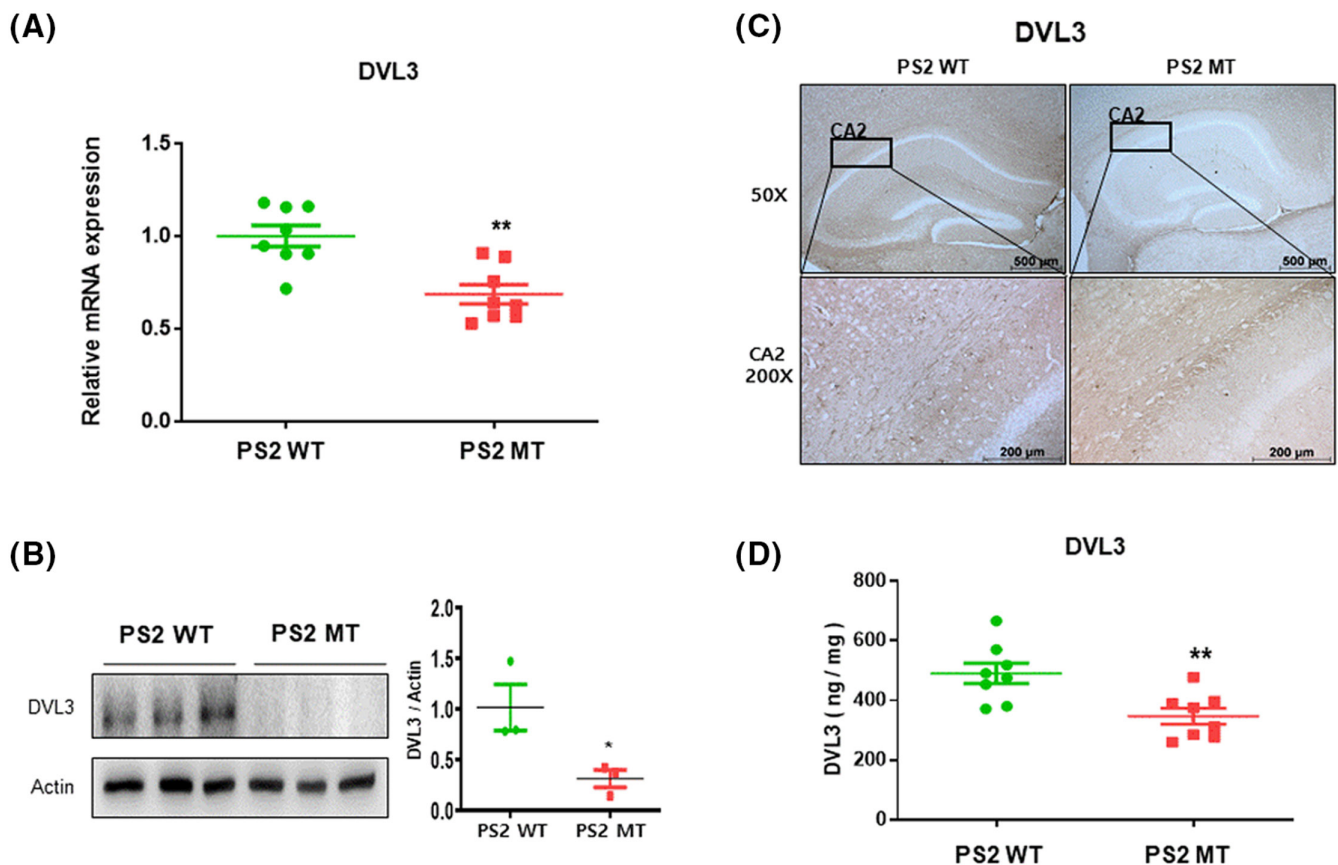 (A)
DVL3
Relative mRNA expression
1.5
1.0
0.5
0.0
**
PS2 WT
PS2 MT
(B)
PS2 WT
PS2 MT
DVL3
Actin
DVL3 / Actin
2.0
1.5
1.0
0.5
0.0
*
PS2 WT
PS2 MT
(C)
DVL3
PS2 WT
PS2 MT
50X
CA2
500 μm
CA2
500 μm
CA2
200X
200 μm
200 μm
(D)
DVL3
DVL3 ( ng / mg )
800
600
400
200
0
**
PS2 WT
PS2 MT